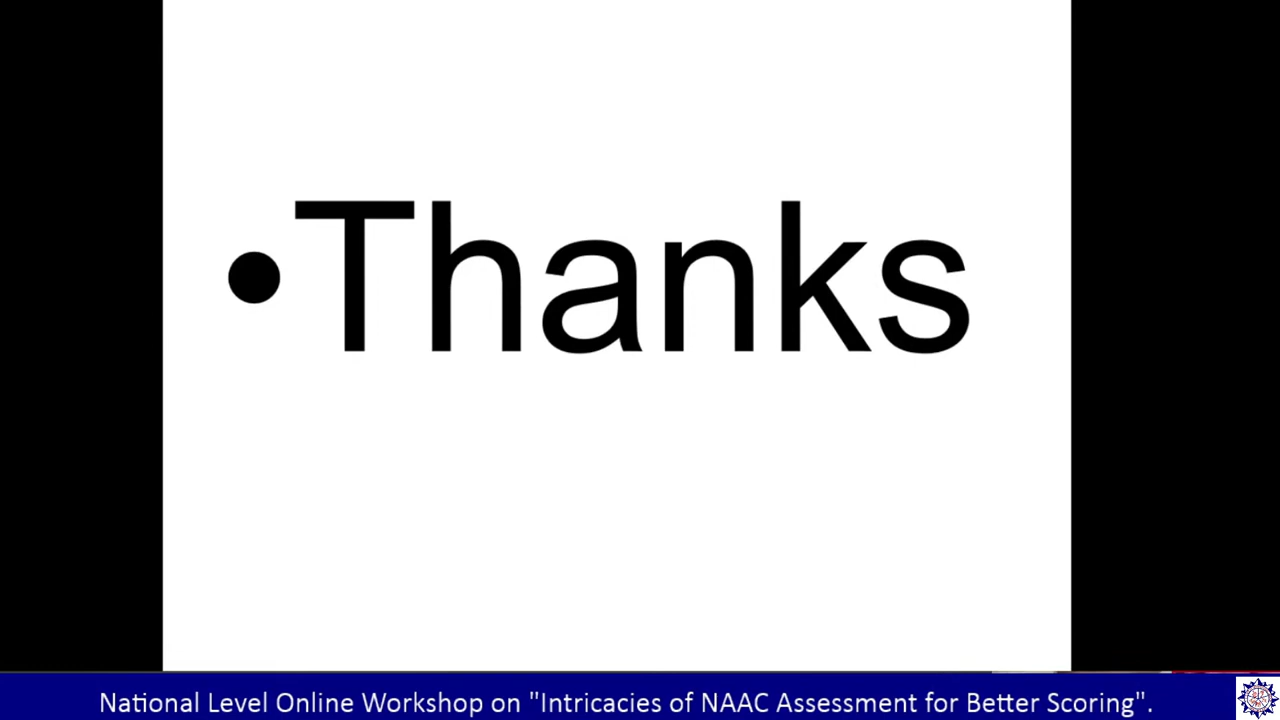 •Thanks
National Level Online Workshop on "Intricacies of NAAC Assessment for Better Scoring".